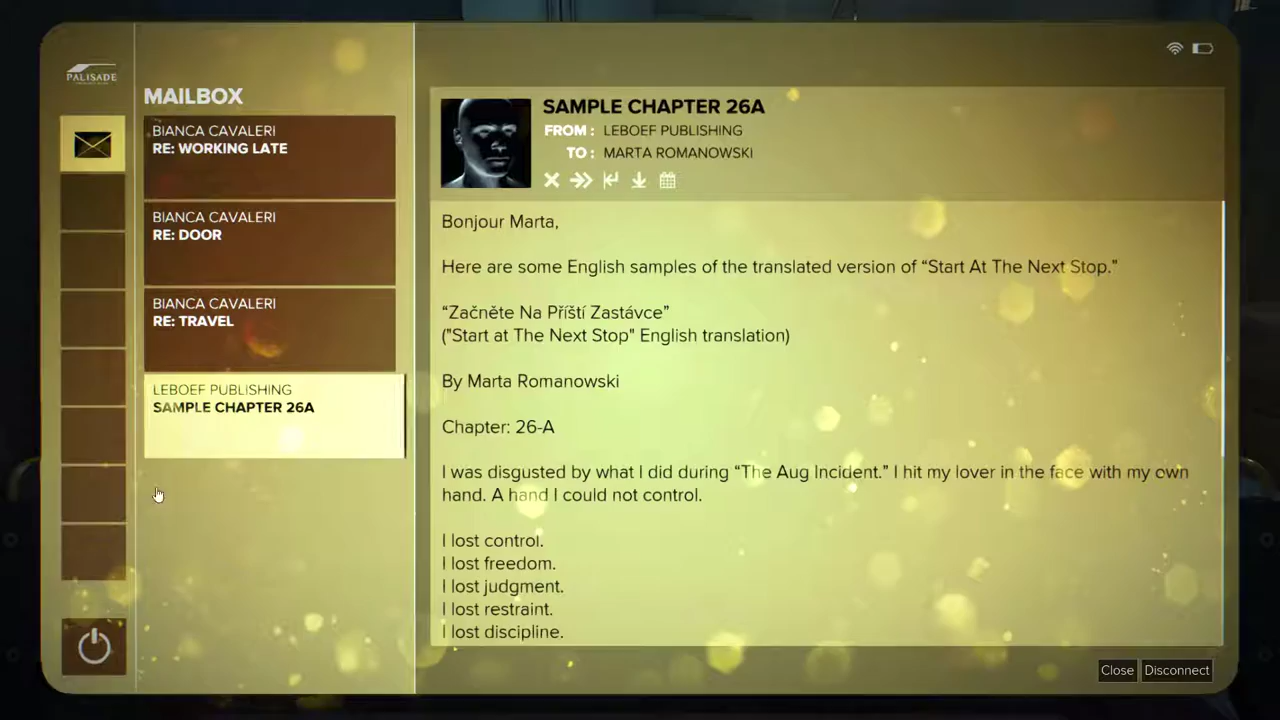 PALISADE
MAILBOX
BIANCA CAVALERI
RE: WORKING LATE
BIANCA CAVALERI
RE: DOOR
BIANCA CAVALERI
RE: TRAVEL
LEBOEF PUBLISHING
SAMPLE CHAPTER 26A
SAMPLE CHAPTER 26A
FROM : LEBOEF PUBLISHING
TO : MARTA ROMANOWSKI
Bonjour Marta,
Here are some English samples of the translated version of “Start At The Next Stop.”
“Začněte Na Příští Zastávce”
("Start at The Next Stop" English translation)
By Marta Romanowski
Chapter: 26-A
I was disgusted by what I did during “The Aug Incident.” I hit my lover in the face with my own
hand. A hand I could not control.
I lost control.
I lost freedom.
I lost judgment.
I lost restraint.
I lost discipline.
Close Disconnect